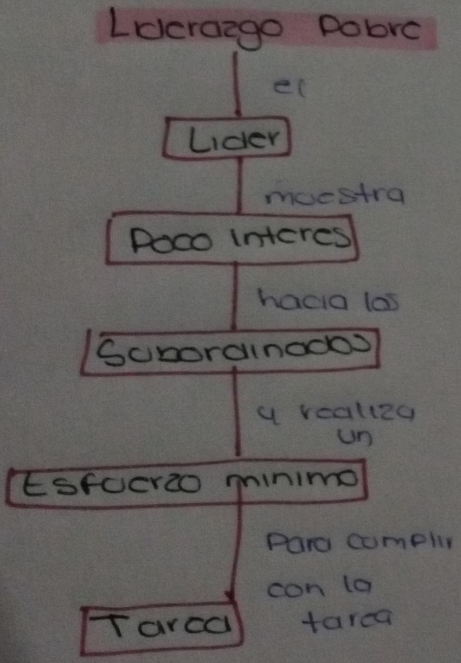 Liderazgo Pobre
el
Lider
muestra
Poco interes
hacia los
Subordinados
y realiza
un
Esfuerzo minimo
Para cumplir
con la
tarea
Tarea